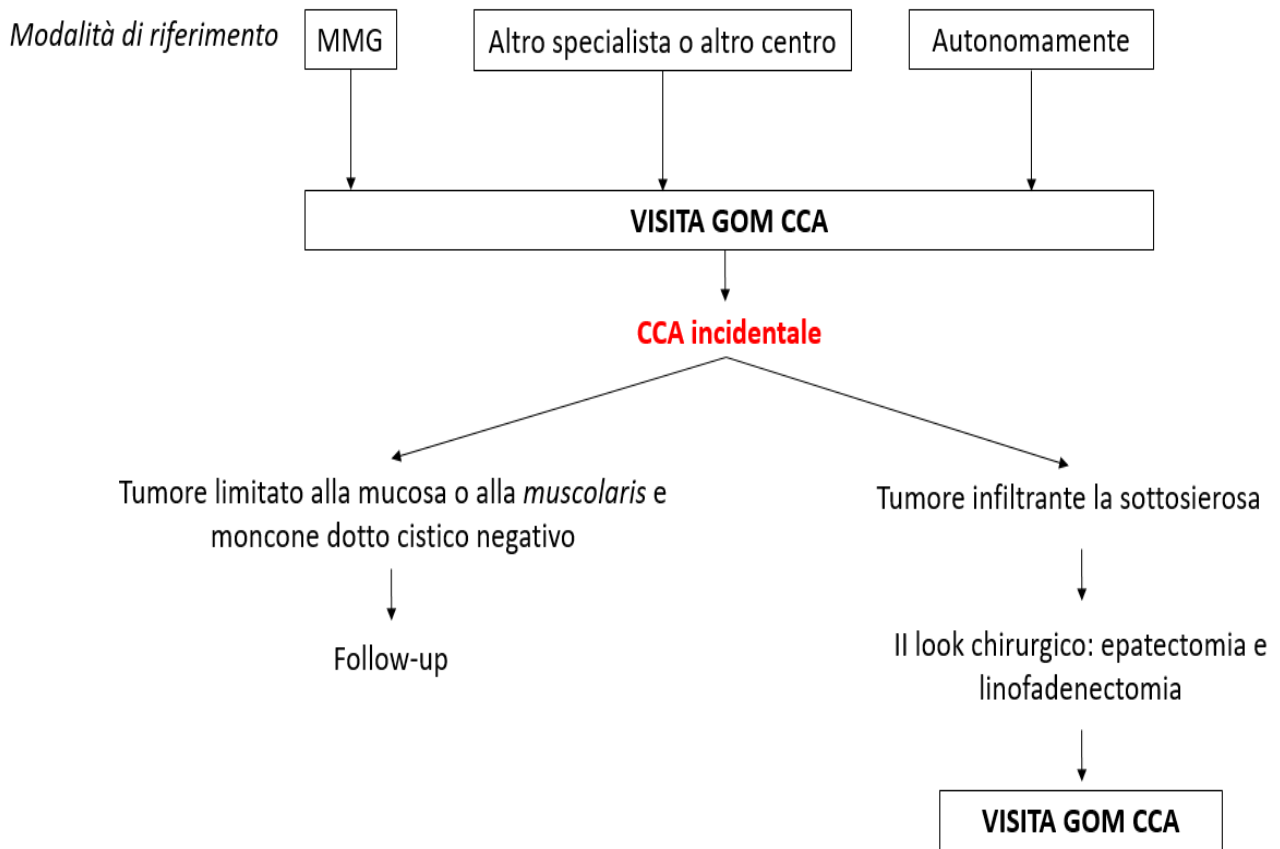 Modalità di riferimento
MMG
Altro specialista o altro centro
Autonomamente
VISITA GOM CCA
CCA incidentale
Tumore limitato alla mucosa o alla muscolaris e
moncone dotto cistico negativo
Follow-up
Tumore infiltrante la sottosierosa
II look chirurgico: epatectomia e
linofadenectomia
VISITA GOM CCA